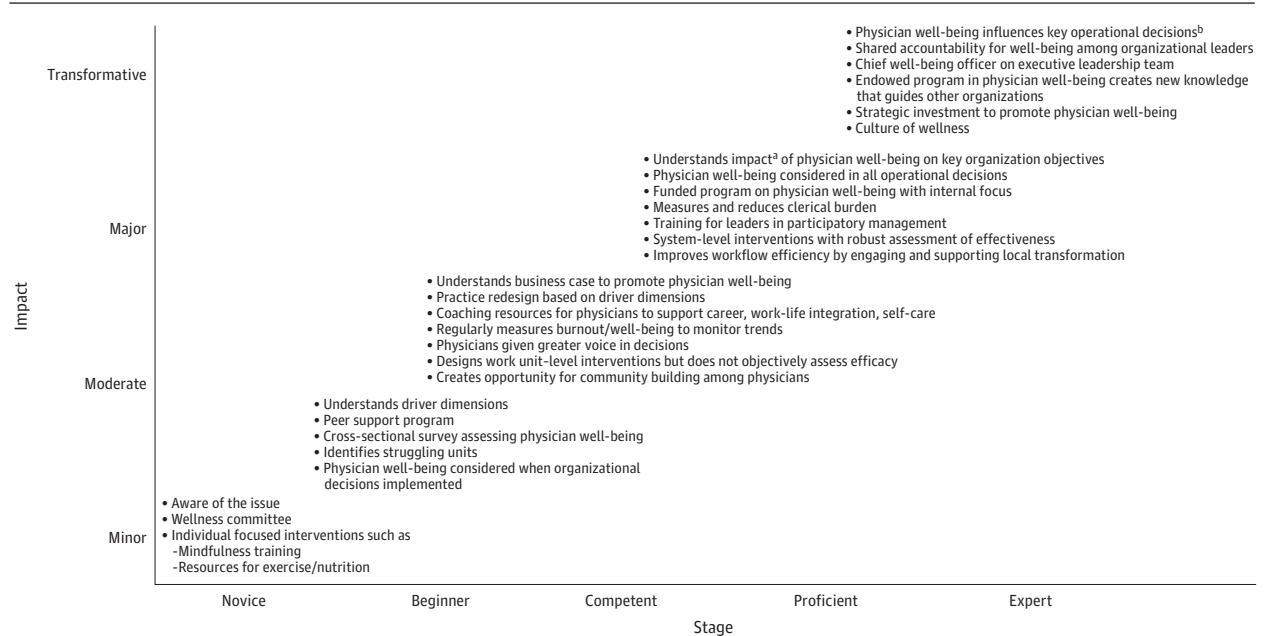 • Physician well-being influences key operational decisionsᵇ
• Shared accountability for well-being among organizational leaders
• Chief well-being officer on executive leadership team
• Endowed program in physician well-being creates new knowledge
that guides other organizations
• Strategic investment to promote physician well-being
• Culture of wellness
Transformative
• Understands impactᵃ of physician well-being on key organization objectives
• Physician well-being considered in all operational decisions
• Funded program on physician well-being with internal focus
• Measures and reduces clerical burden
• Training for leaders in participatory management
• System-level interventions with robust assessment of effectiveness
• Improves workflow efficiency by engaging and supporting local transformation
Major
• Understands business case to promote physician well-being
• Practice redesign based on driver dimensions
• Coaching resources for physicians to support career, work-life integration, self-care
• Regularly measures burnout/well-being to monitor trends
• Physicians given greater voice in decisions
• Designs work unit-level interventions but does not objectively assess efficacy
• Creates opportunity for community building among physicians
Impact
Moderate
• Understands driver dimensions
• Peer support program
• Cross-sectional survey assessing physician well-being
• Identifies struggling units
• Physician well-being considered when organizational
decisions implemented
• Aware of the issue
• Wellness committee
• Individual focused interventions such as
-Mindfulness training
-Resources for exercise/nutrition
Minor
Novice Beginner Competent Proficient Expert
Stage